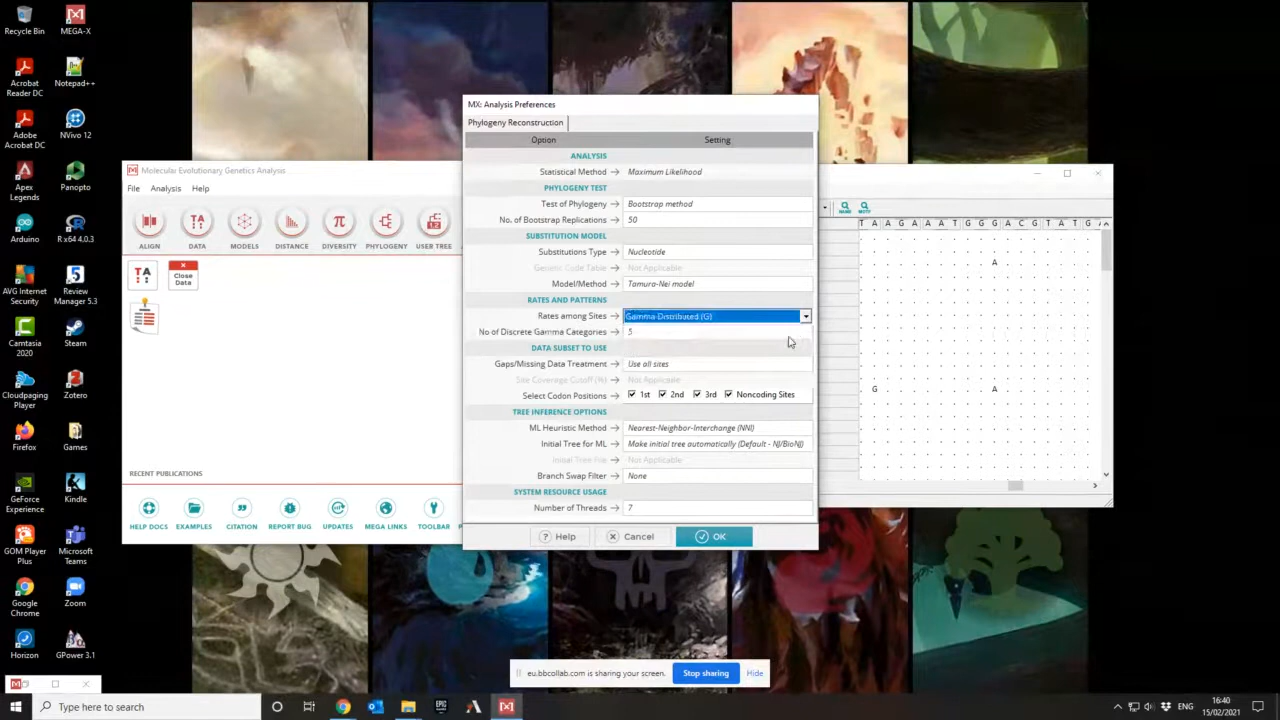 Recycle Bin
MEGA-X
Acrobat
Reader DC
Notepad++
Adobe
Acrobat DC
NVivo 12
Apex
Legends
Panopto
Arduino
R x64 4.0.3
AVG Internet
Security
Review
Manager 5.3
Camtasia
2020
Steam
Cloudpaging
Player
Zotero
Firefox
Games
GeForce
Experience
Kindle
GOM Player
Plus
Microsoft
Teams
Google
Chrome
Zoom
Horizon
GPower 3.1
Molecular Evolutionary Genetics Analysis
File Analysis Help
ALIGN DATA MODELS DISTANCE DIVERSITY PHYLOGENY USER TREE
TA
Close
Data
RECENT PUBLICATIONS
HELP DOCS EXAMPLES CITATION REPORT BUG UPDATES MEGA LINKS TOOLBAR
MX: Analysis Preferences
Phylogeny Reconstruction
Option Setting
ANALYSIS
Statistical Method → Maximum Likelihood
PHYLOGENY TEST
Test of Phylogeny → Bootstrap method
No. of Bootstrap Replications → 50
SUBSTITUTION MODEL
Substitutions Type → Nucleotide
Genetic Code Table → Not Applicable
Model/Method → Tamura-Nei model
RATES AND PATTERNS
Rates among Sites → Gamma Distributed (G)
No of Discrete Gamma Categories → 5
DATA SUBSET TO USE
Gaps/Missing Data Treatment → Use all sites
Site Coverage Cutoff (%) → Not Applicable
Select Codon Positions → 1st 2nd 3rd Noncoding Sites
TREE INFERENCE OPTIONS
ML Heuristic Method → Nearest-Neighbor-Interchange (NNI)
Initial Tree for ML → Make initial tree automatically (Default - NJ/BioNJ)
Initial Tree File → Not Applicable
Branch Swap Filter → None
SYSTEM RESOURCE USAGE
Number of Threads → 7
? Help Cancel OK
T A A G A A A T G G G A C G T A T G
A
G A
eu.bbcollab.com is sharing your screen. Stop sharing Hide
Type here to search
EPIC
16:40
15/02/2021